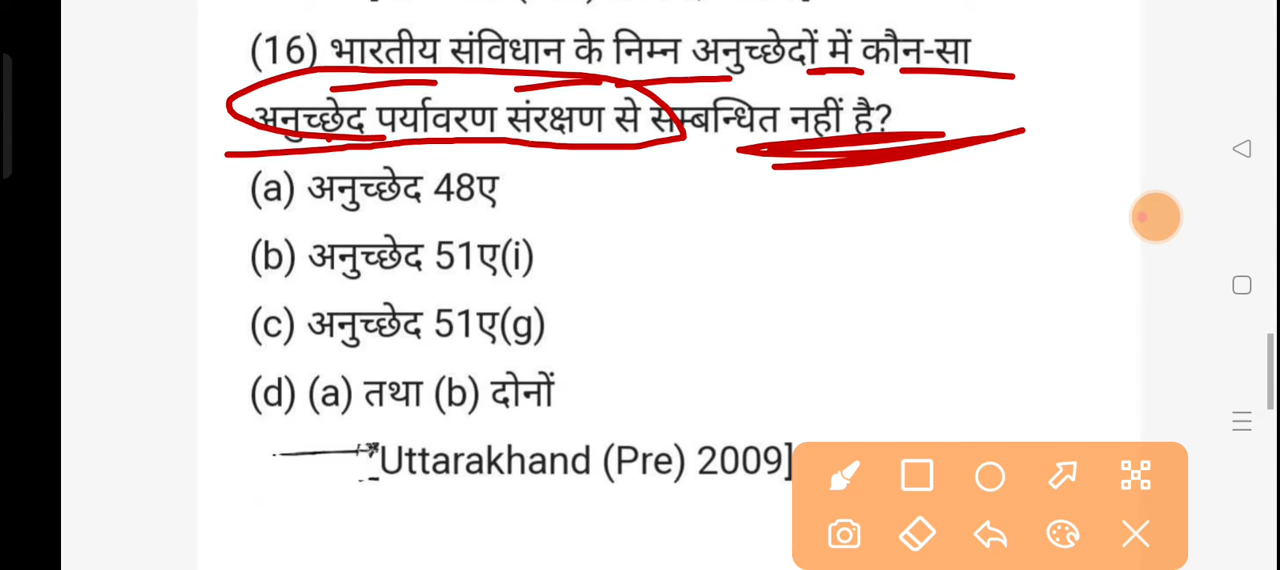 (16) भारतीय संविधान के निम्न अनुच्छेदों में कौन-सा
अनुच्छेद पर्यावरण संरक्षण से सम्बन्धित नहीं है?
(a) अनुच्छेद 48ए
(b) अनुच्छेद 51ए(i)
(c) अनुच्छेद 51ए(g)
(d) (a) तथा (b) दोनों
Uttarakhand (Pre) 2009]